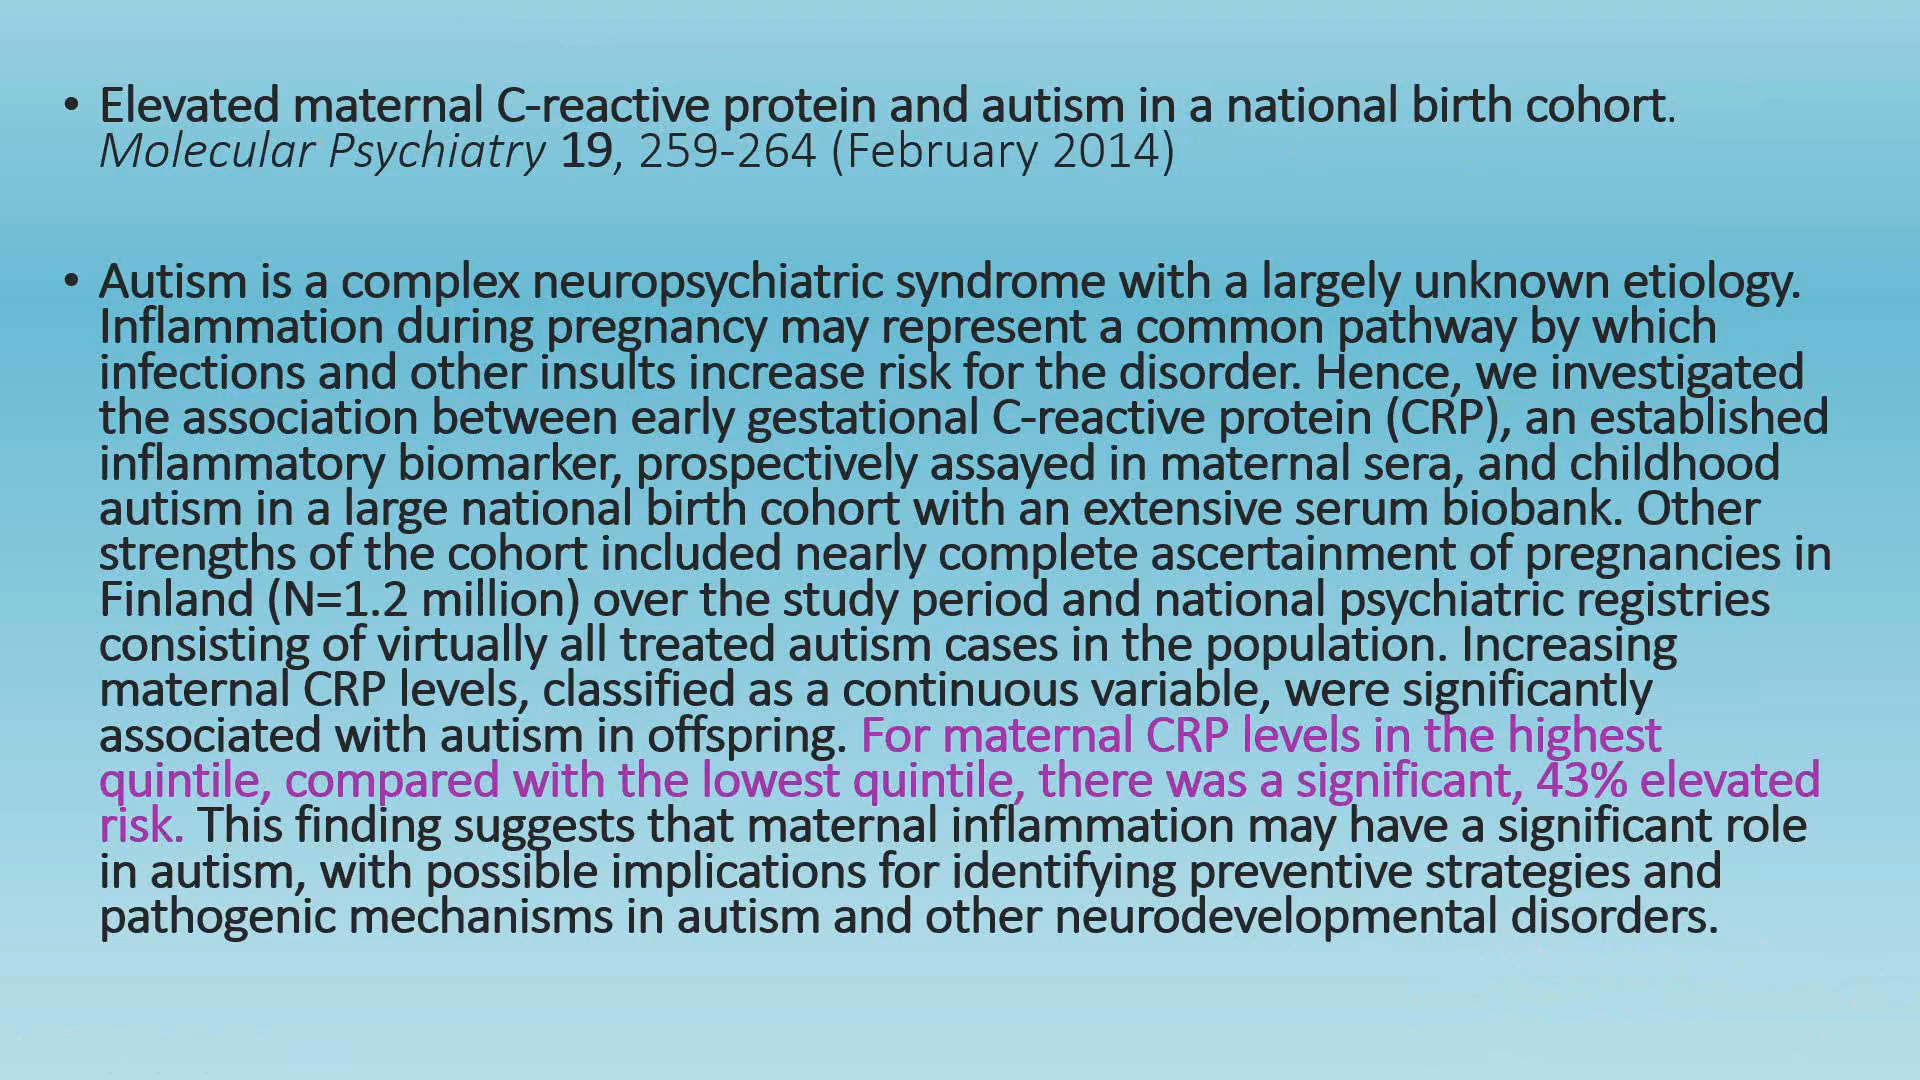 • Elevated maternal C-reactive protein and autism in a national birth cohort.
Molecular Psychiatry 19, 259-264 (February 2014)
• Autism is a complex neuropsychiatric syndrome with a largely unknown etiology.
Inflammation during pregnancy may represent a common pathway by which
infections and other insults increase risk for the disorder. Hence, we investigated
the association between early gestational C-reactive protein (CRP), an established
inflammatory biomarker, prospectively assayed in maternal sera, and childhood
autism in a large national birth cohort with an extensive serum biobank. Other
strengths of the cohort included nearly complete ascertainment of pregnancies in
Finland (N=1.2 million) over the study period and national psychiatric registries
consisting of virtually all treated autism cases in the population. Increasing
maternal CRP levels, classified as a continuous variable, were significantly
associated with autism in offspring. For maternal CRP levels in the highest
quintile, compared with the lowest quintile, there was a significant, 43% elevated
risk. This finding suggests that maternal inflammation may have a significant role
in autism, with possible implications for identifying preventive strategies and
pathogenic mechanisms in autism and other neurodevelopmental disorders.